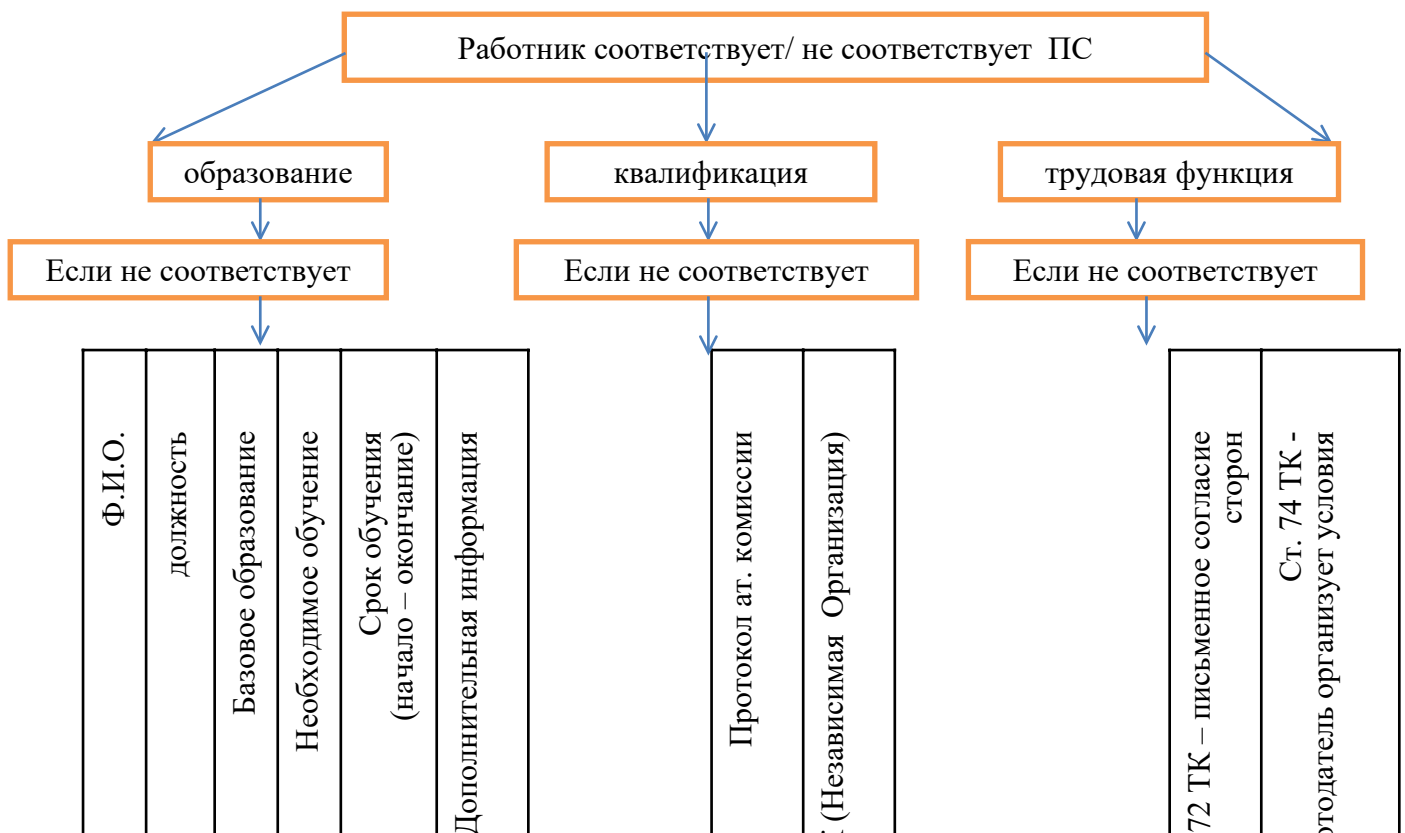 Работник соответствует/ не соответствует ПС
образование
квалификация
трудовая функция
Если не соответствует
Если не соответствует
Если не соответствует
Ф.И.О.
должность
Базовое образование
Необходимое обучение
Срок обучения
(начало – окончание)
Дополнительная информация
Протокол ат. комиссии
(Независимая Организация)
72 ТК – письменное согласие
сторон
Ст. 74 ТК -
организует условия